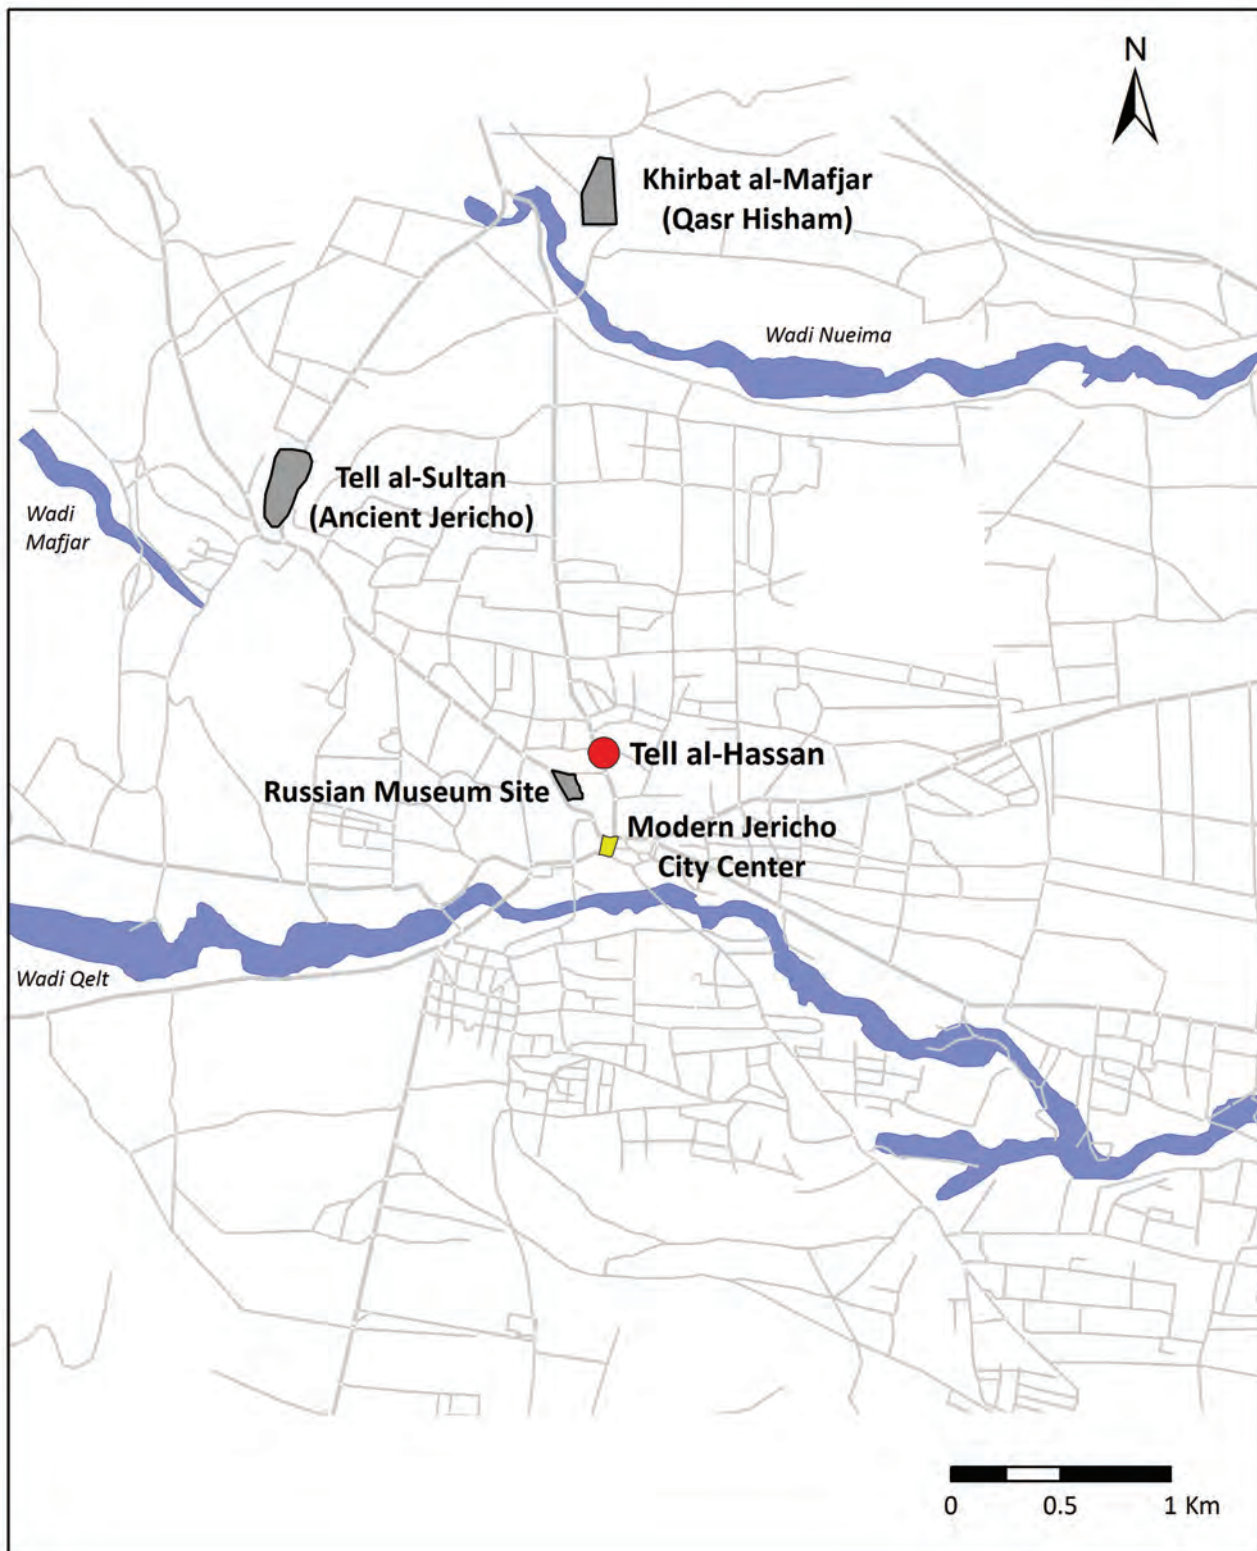 N
Khirbat al-Mafjar
(Qasr Hisham)
Wadi Nueima
Tell al-Sultan
(Ancient Jericho)
Wadi
Mafjar
Tell al-Hassan
Russian Museum Site
Modern Jericho
City Center
Wadi Qelt
0 0.5 1 Km